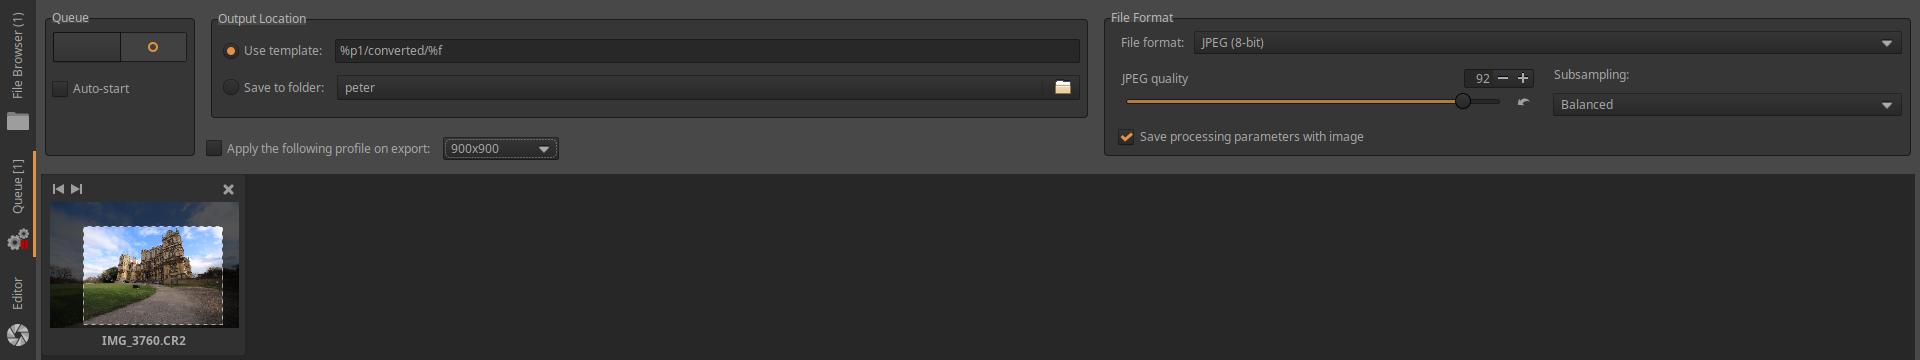 File Browser (1)
Queue [1]
Editor
Queue
Auto-start
Output Location
Use template: %p1/converted/%f
Save to folder: peter
Apply the following profile on export: 900x900
File Format
File format: JPEG (8-bit)
JPEG quality 92
Subsampling:
Balanced
Save processing parameters with image
IMG_3760.CR2